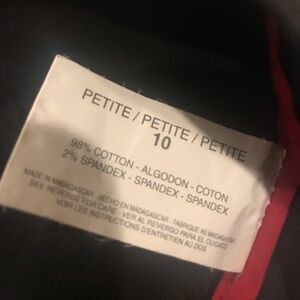 PETITE / PETITE / PETITE
10
98% COTTON - ALGODON - COTON
2% SPANDEX - SPANDEX - SPANDEX
MADE IN MADAGASCAR - HECHO EN MADAGASCAR - FABRIQUE AU MADAGASCAR
SEE REVERSE FOR CARE - VER AL REVERSO PARA EL CUIDADO
VOIR LES INSTRUCTIONS D'ENTRETIEN AU DOS